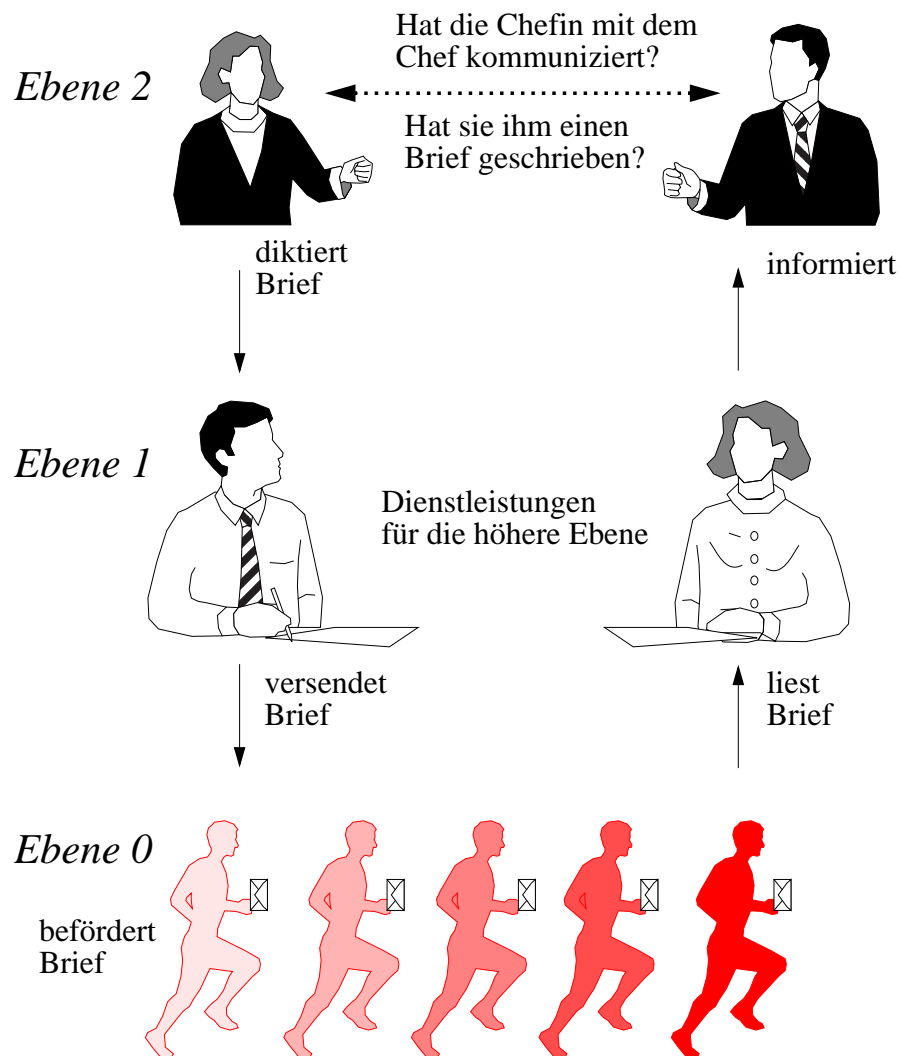 Hat die Chefin mit dem
Chef kommuniziert?
Ebene 2
Hat sie ihm einen
Brief geschrieben?
diktiert
Brief
informiert
Ebene 1
Dienstleistungen
für die höhere Ebene
versendet
Brief
liest
Brief
Ebene 0
befördert
Brief